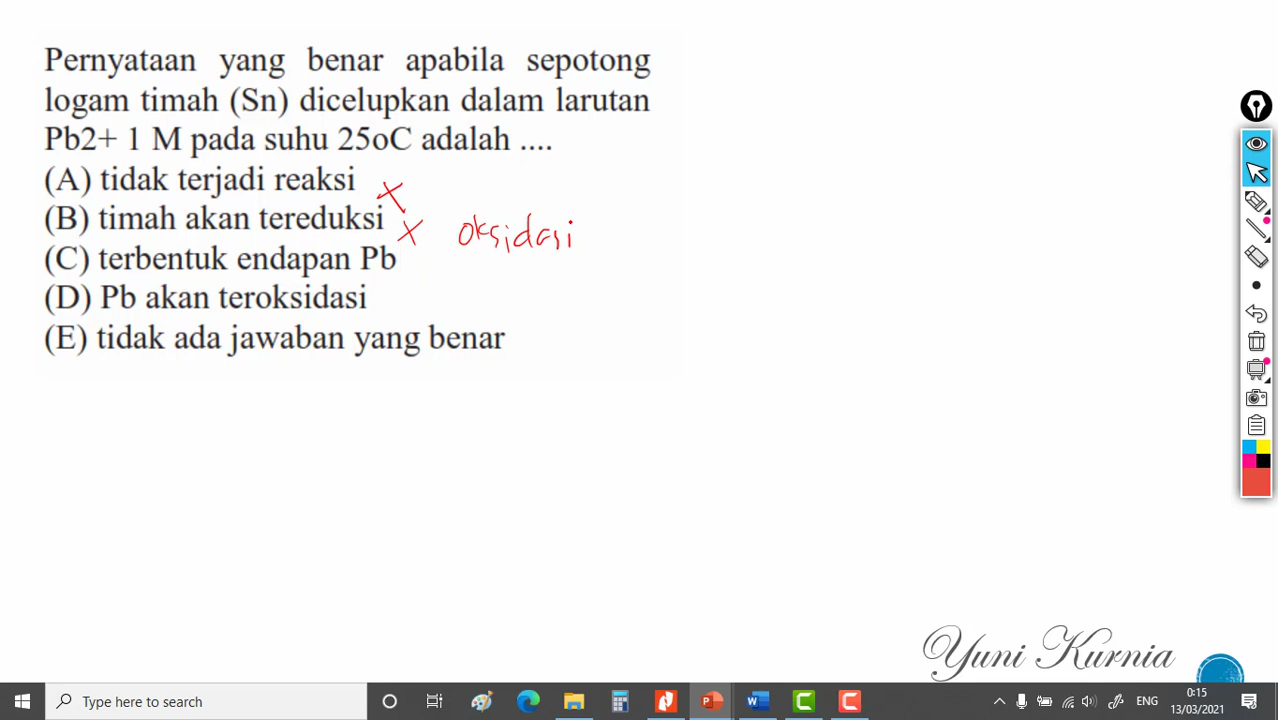 Pernyataan yang benar apabila sepotong
logam timah (Sn) dicelupkan dalam larutan
Pb2+ 1 M pada suhu 25oC adalah ....
(A) tidak terjadi reaksi x
(B) timah akan tereduksi x oksidasi
(C) terbentuk endapan Pb
(D) Pb akan teroksidasi
(E) tidak ada jawaban yang benar
Yuni Kurnia
Type here to search
ENG
0:15
13/03/2021